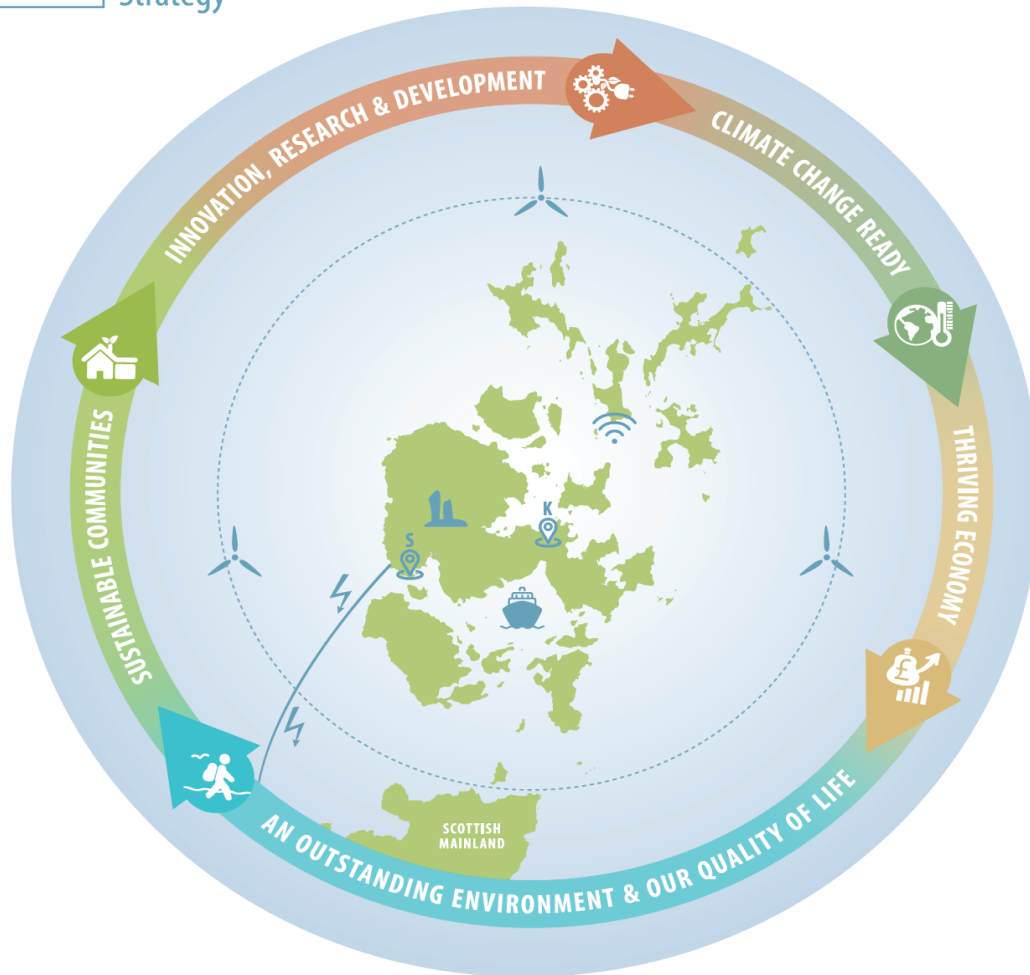 Strategy
INNOVATION, RESEARCH & DEVELOPMENT
CLIMATE CHANGE READY
THRIVING ECONOMY
AN OUTSTANDING ENVIRONMENT & OUR QUALITY OF LIFE
SUSTAINABLE COMMUNITIES
K
S
£
SCOTTISH
MAINLAND